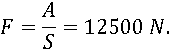 F = A/S = 12500 N.